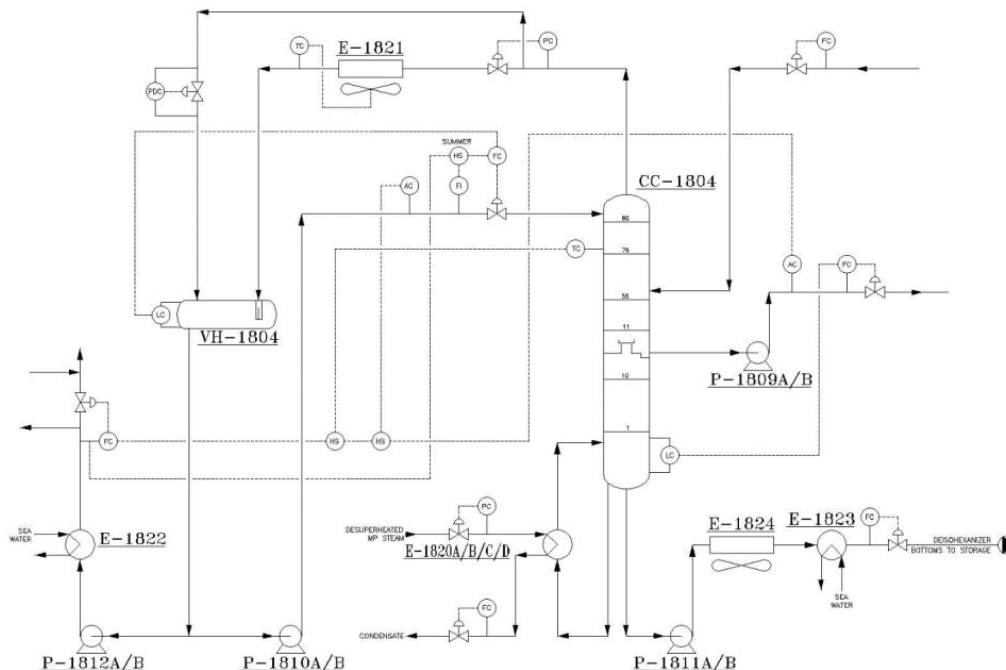 TC
E-1821
PC
FC
PDC
SUMMER
HS
FC
AC
FI
CC-1804
80
76
TC
AC
FC
55
LC
VH-1804
11
P-1809A/B
10
1
FC
HS
HS
LC
PC
DESUPERHEATED
MP STEAM
E-1820A/B/C/D
SEA
WATER
E-1822
E-1824
E-1823
FC
DEISOHEXANIZER
BOTTOMS TO STORAGE
SEA
WATER
FC
CONDENSATE
P-1812A/B
P-1810A/B
P-1811A/B